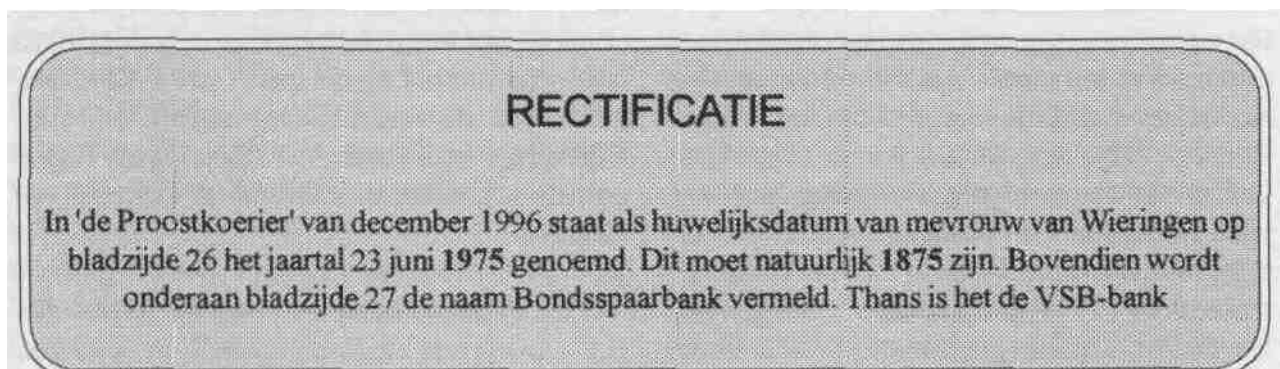 RECTIFICATIE
In 'de Proostkoerier' van december 1996 staat als huwelijksdatum van mevrouw van Wieringen op
bladzijde 26 het jaartal 23 juni 1975 genoemd. Dit moet natuurlijk 1875 zijn. Bovendien wordt
onderaan bladzijde 27 de naam Bondsspaarbank vermeld. Thans is het de VSB-bank